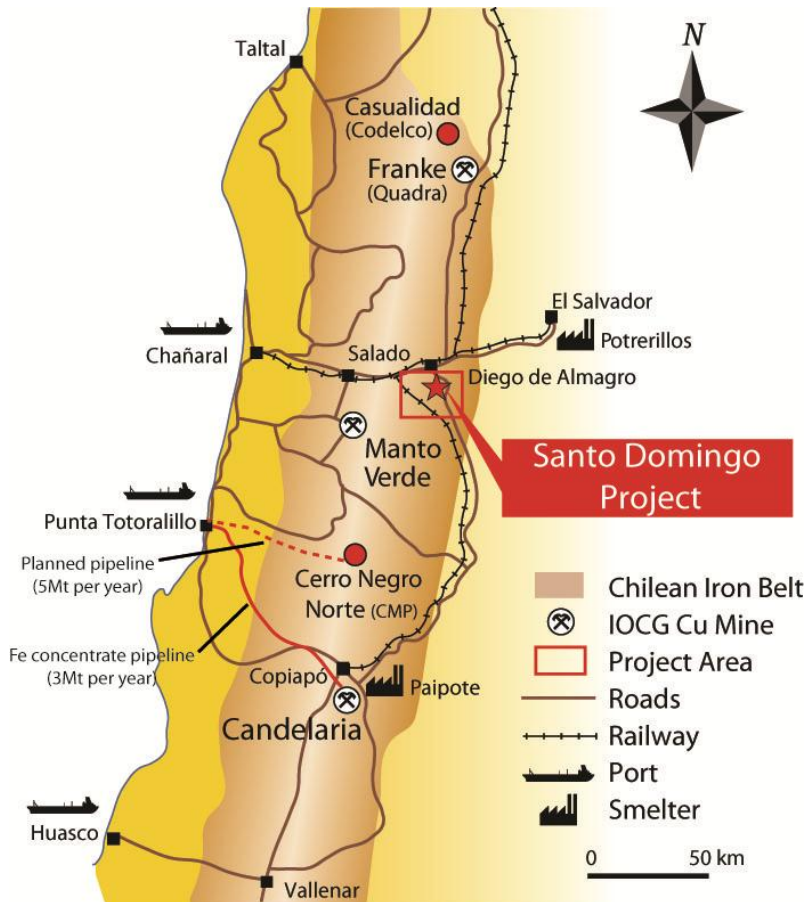 N
Taltal
Casualidad
(Codelco)
Franke
(Quadra)
El Salvador
Potrerillos
Chañaral
Salado
Diego de Almagro
Manto
Verde
Santo Domingo
Project
Punta Totoralillo
Planned pipeline
(5Mt per year)
Cerro Negro
Norte (CMP)
Fe concentrate pipeline
(3Mt per year)
Copiapó
Paipote
Candelaria
Huasco
Vallenar
Chilean Iron Belt
IOCG Cu Mine
Project Area
Roads
Railway
Port
Smelter
0 50 km